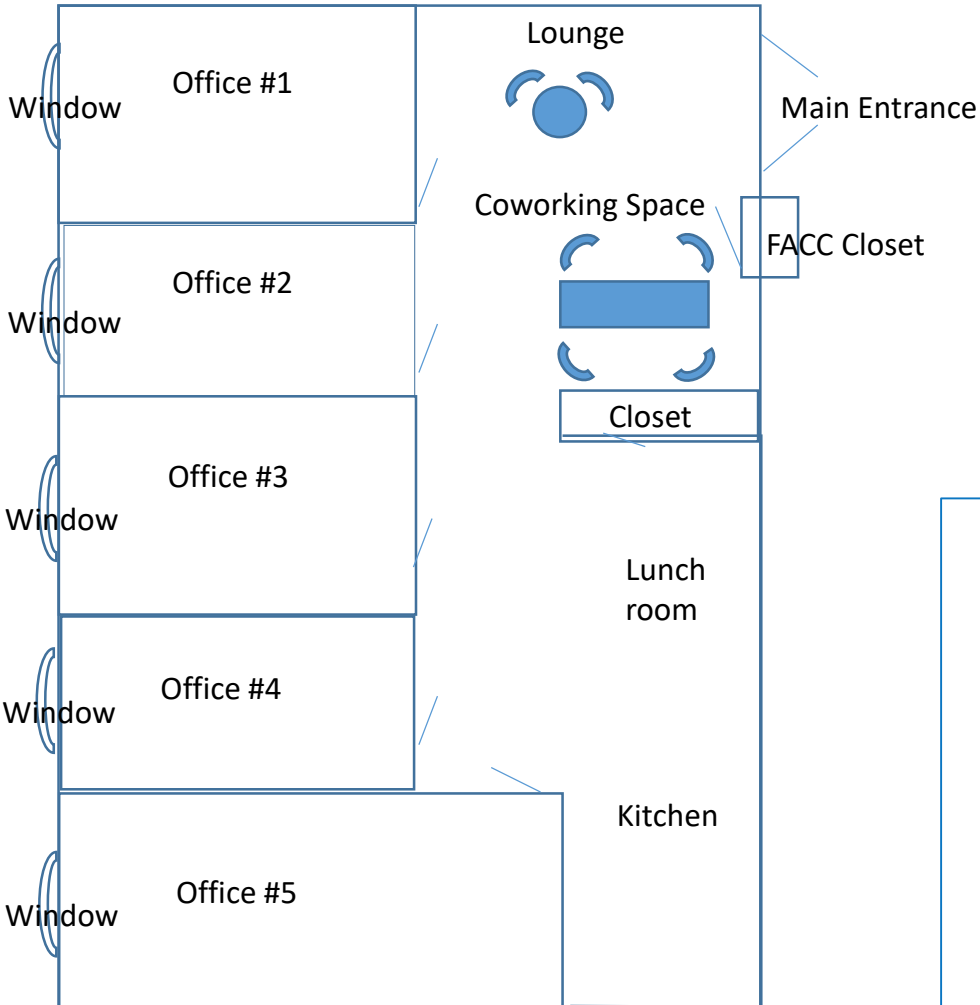 Lounge
Office #1
Window
Main Entrance
Coworking Space
FACC Closet
Office #2
Window
Closet
Office #3
Window
Lunch
room
Office #4
Window
Kitchen
Office #5
Window